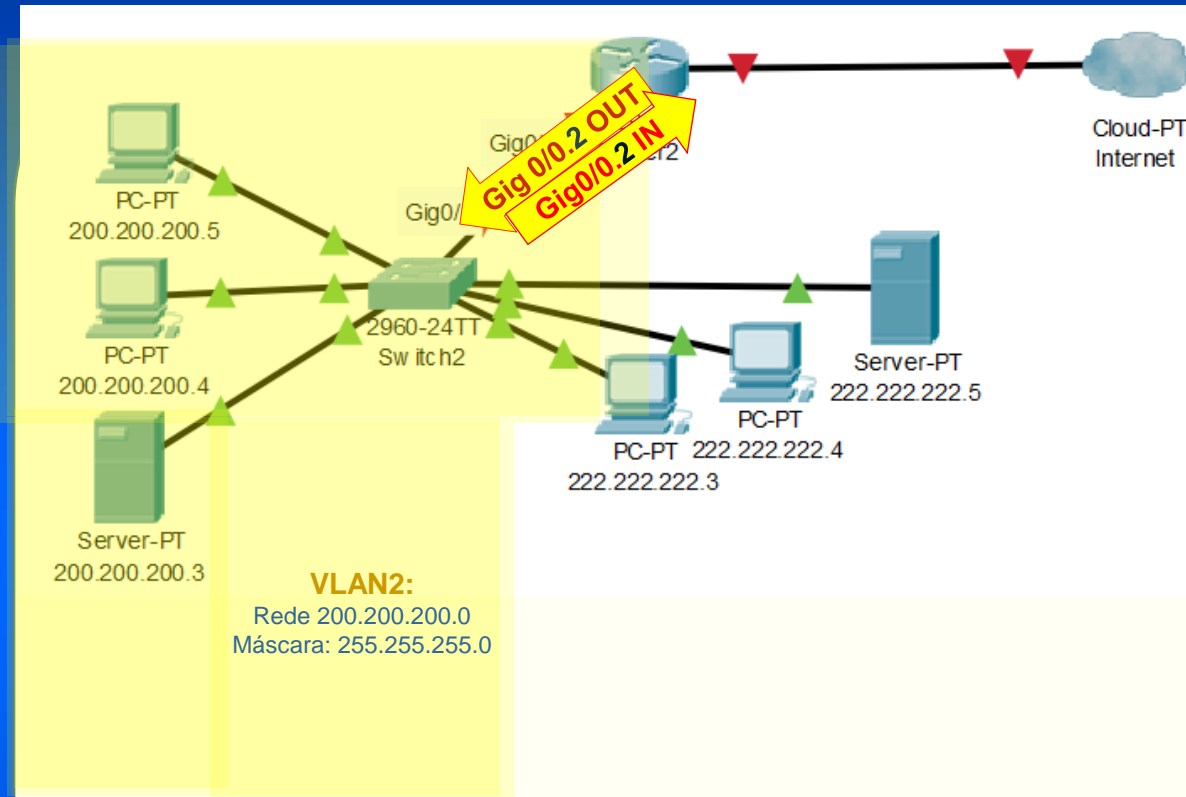 Cloud-PT
Internet
Gig0/
Gig 0/0.2 OUT
Gig0/0.2 IN
Gig0/
PC-PT
200.200.200.5
PC-PT
200.200.200.4
2960-24TT
Switch2
Server-PT
222.222.222.5
PC-PT
222.222.222.4
PC-PT
222.222.222.3
Server-PT
200.200.200.3
VLAN2:
Rede 200.200.200.0
Máscara: 255.255.255.0